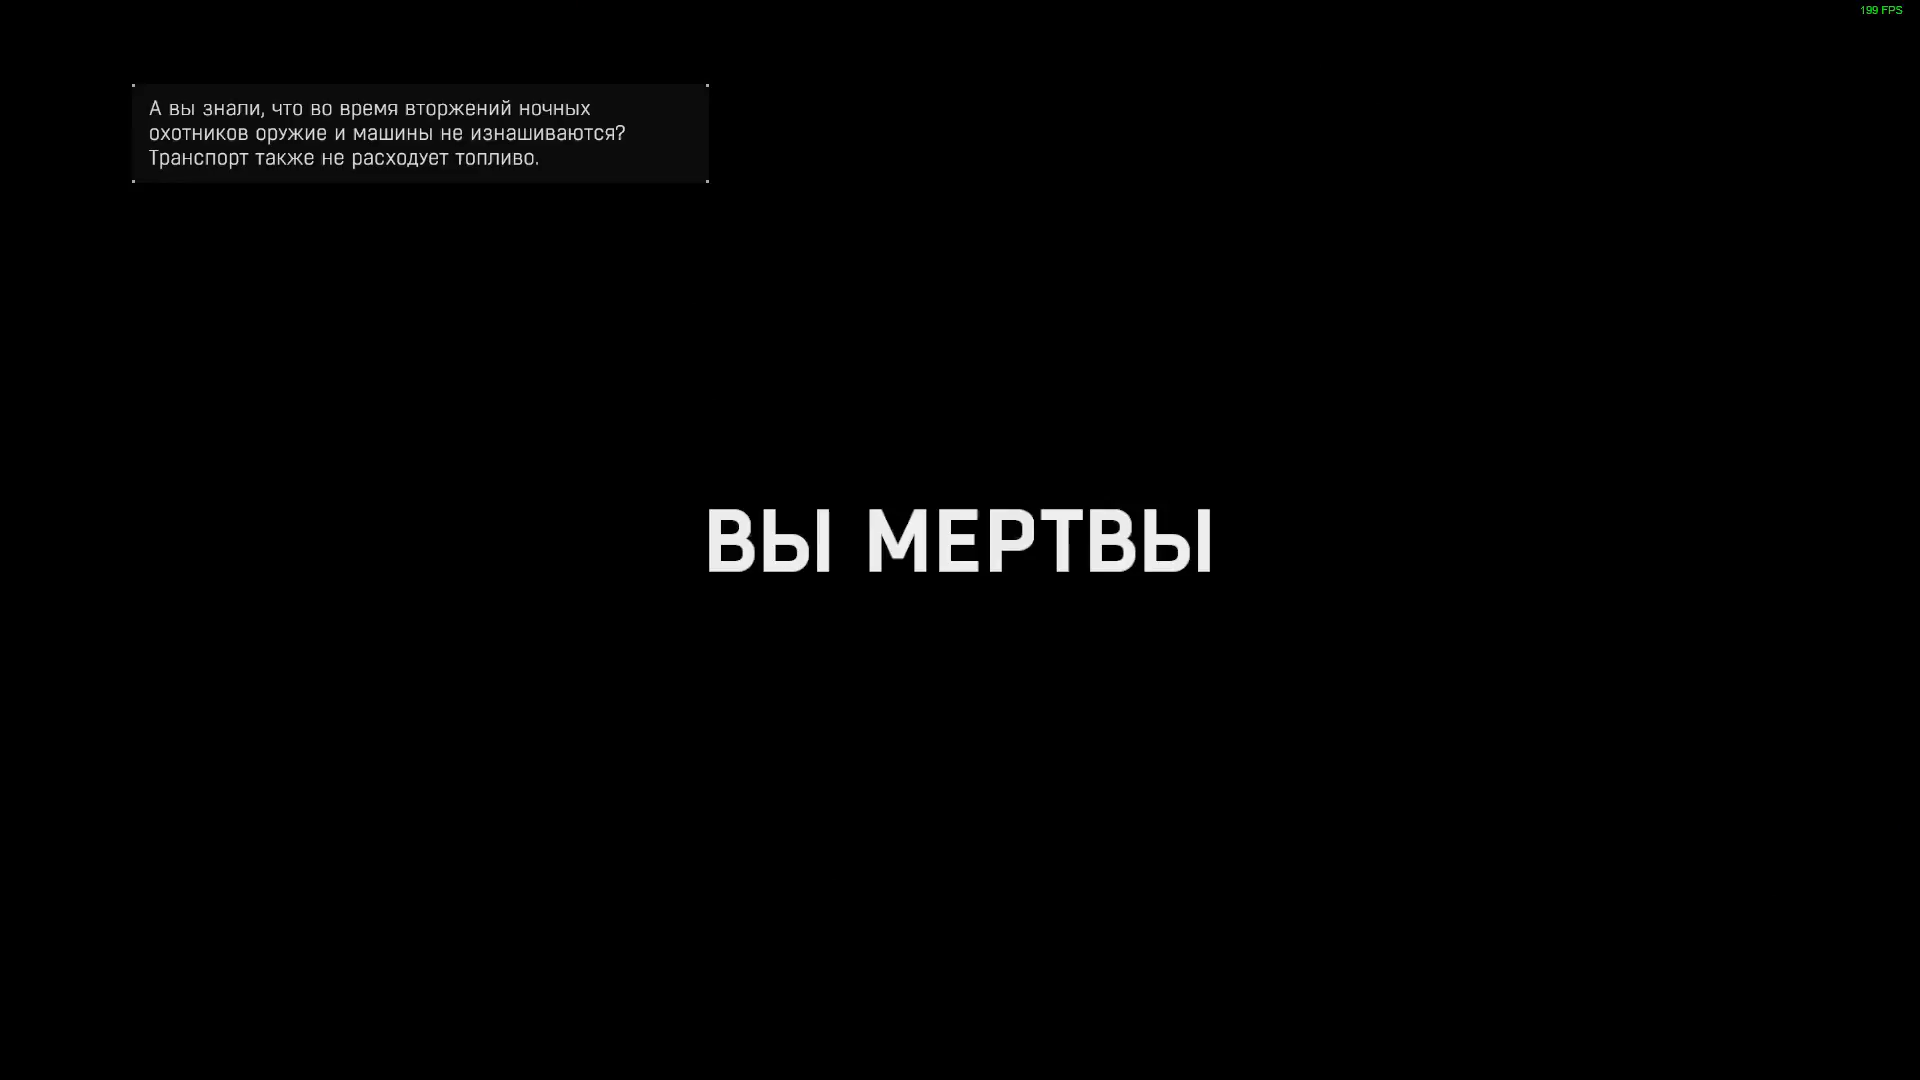 199 FPS
А вы знали, что во время вторжений ночных
охотников оружие и машины не изнашиваются?
Транспорт также не расходует топливо.
ВЫ МЕРТВЫ